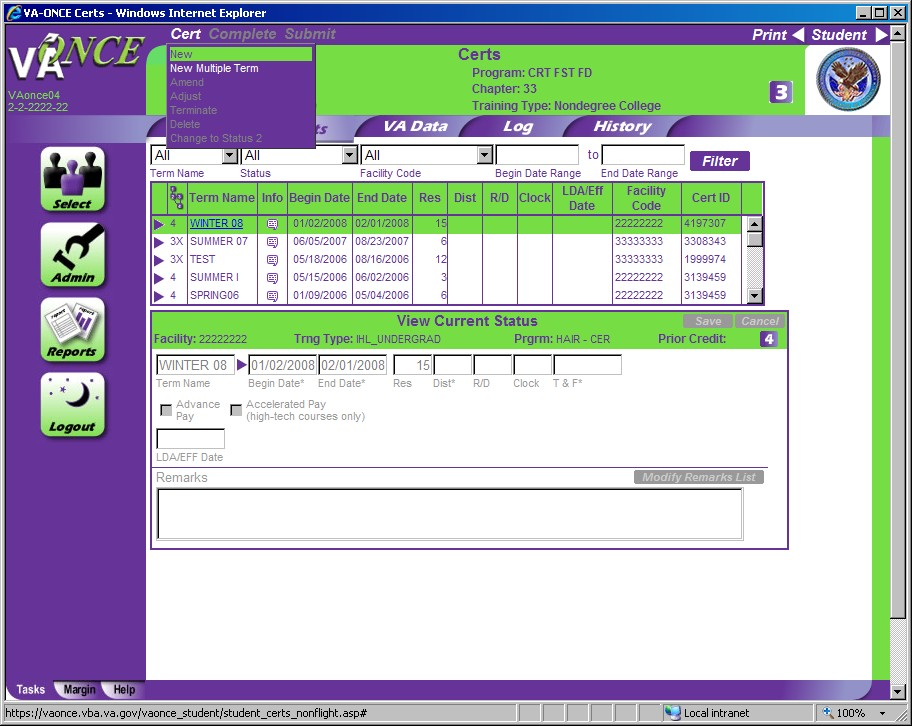 VA-ONCE Certs - Windows Internet Explorer
Cert Complete Submit
Print Student
VA ONCE
VAonce04
2-2-2222-22
New
New Multiple Term
Amend
Adjust
Terminate
Delete
Change to Status 2
Certs
Program: CRT FST FD
Chapter: 33
Training Type: Nondegree College
3
ts VA Data Log History
All All All to Filter
Term Name Status Facility Code Begin Date Range End Date Range
Term Name Info Begin Date End Date Res Dist R/D Clock LDA/Eff Date Facility Code Cert ID
4 WINTER 08 01/02/2008 02/01/2008 15 22222222 4197307
3X SUMMER 07 06/05/2007 08/23/2007 6 33333333 3308343
3X TEST 05/18/2006 08/16/2006 12 33333333 1999974
4 SUMMER I 05/15/2006 06/02/2006 3 22222222 3139459
4 SPRING06 01/09/2006 05/04/2006 6 22222222 3139459
View Current Status Save Cancel
Facility: 22222222 Trng Type: IHL_UNDERGRAD Prgrm: HAIR - CER Prior Credit: 4
WINTER 08 01/02/2008 02/01/2008 15
Term Name Begin Date* End Date* Res Dist* R/D Clock T & F*
Advance Pay
Accelerated Pay
(high-tech courses only)
LDA/EFF Date
Remarks Modify Remarks List
Select
Admin
report
report
Reports
Logout
Tasks Margin Help
https://vaonce.vba.va.gov/vaonce_student/student_certs_nonflight.asp# Local intranet 100%